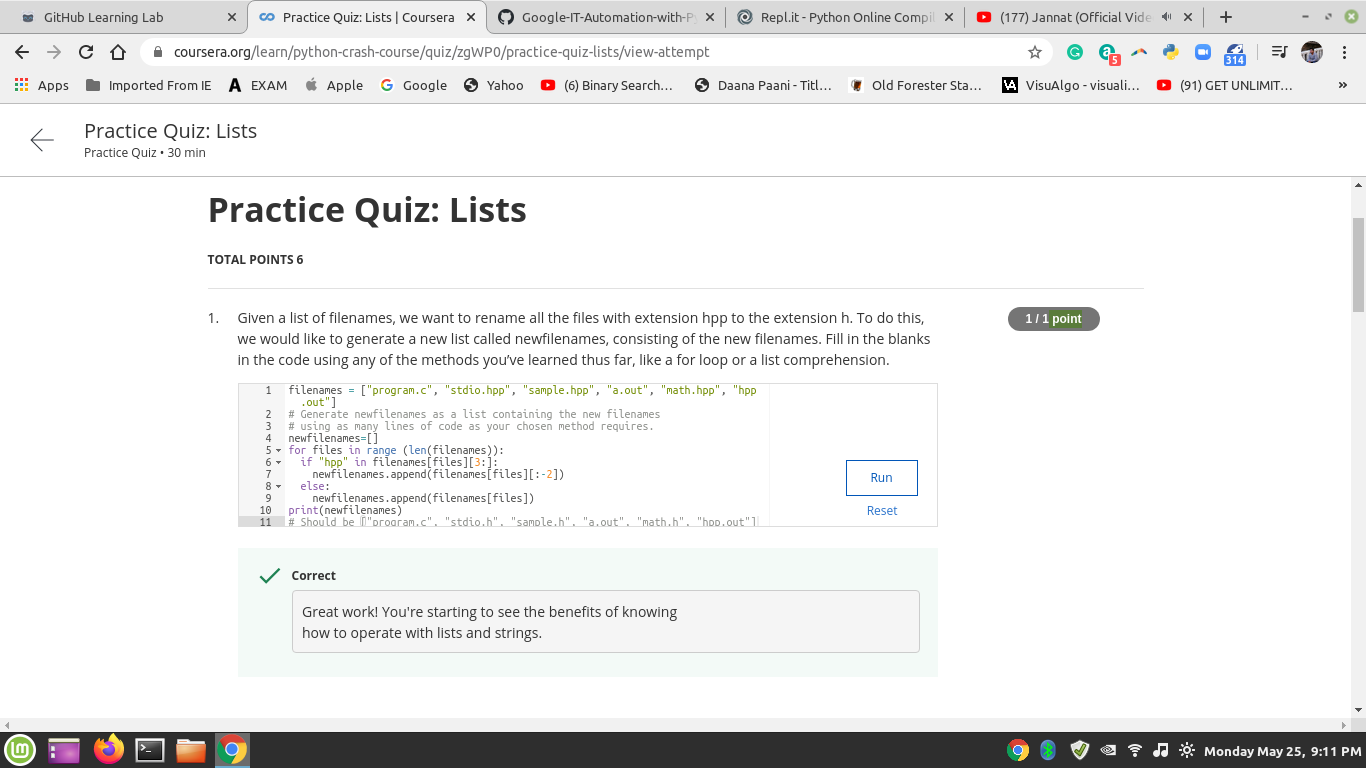 GitHub Learning Lab
Practice Quiz: Lists | Coursera
Google-IT-Automation-with-P
Repl.it - Python Online Compil
(177) Jannat (Official Vide
coursera.org/learn/python-crash-course/quiz/zgWP0/practice-quiz-lists/view-attempt
5
314
Apps
Imported From IE
EXAM
Apple
Google
Yahoo
(6) Binary Search...
Daana Paani - Titl...
Old Forester Sta...
VisuAlgo - visuali...
(91) GET UNLIMIT...
»
Practice Quiz: Lists
Practice Quiz • 30 min
Practice Quiz: Lists
TOTAL POINTS 6
1. Given a list of filenames, we want to rename all the files with extension hpp to the extension h. To do this,
we would like to generate a new list called newfilenames, consisting of the new filenames. Fill in the blanks
in the code using any of the methods you’ve learned thus far, like a for loop or a list comprehension.
1 / 1 point
1 filenames = ["program.c", "stdio.hpp", "sample.hpp", "a.out", "math.hpp", "hpp
.out"]
2 # Generate newfilenames as a list containing the new filenames
3 # using as many lines of code as your chosen method requires.
4 newfilenames=[]
5 for files in range (len(filenames)):
6 if "hpp" in filenames[files][3:]:
7 newfilenames.append(filenames[files][:-2])
8 else:
9 newfilenames.append(filenames[files])
10 print(newfilenames)
11 # Should be ["program.c", "stdio.h", "sample.h", "a.out", "math.h", "hpp.out"]
Run
Reset
Correct
Great work! You're starting to see the benefits of knowing
how to operate with lists and strings.
Monday May 25, 9:11 PM